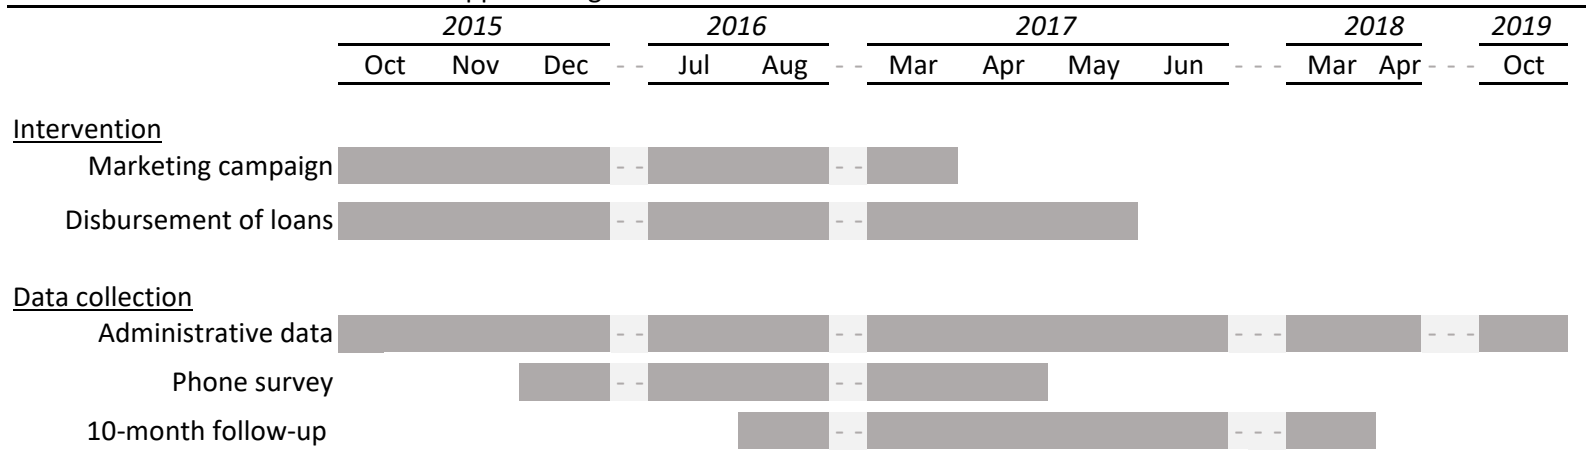 2015 2016 2017 2018 2019
Oct Nov Dec - - Jul Aug - - Mar Apr May Jun - - - Mar Apr - - - Oct
Intervention
Marketing campaign - - - -
Disbursement of loans - - - -
Data collection
Administrative data - - - - - - - - - -
Phone survey - - - -
10-month follow-up - - - - -